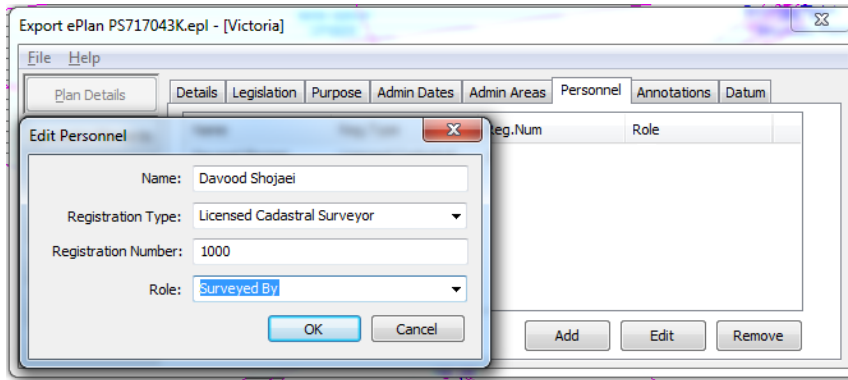 Export ePlan PS717043K.epl - [Victoria]
File Help
Plan Details
Details Legislation Purpose Admin Dates Admin Areas Personnel Annotations Datum
Edit Personnel
Reg.Num Role
Name: Davood Shojaei
Registration Type: Licensed Cadastral Surveyor
Registration Number: 1000
Role: Surveyed By
OK Cancel
Add Edit Remove